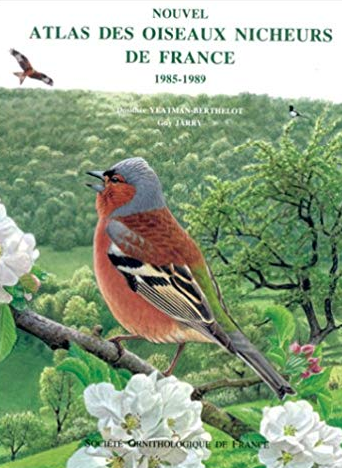 NOUVEL
ATLAS DES OISEAUX NICHEURS
DE FRANCE
1985-1989
Dosithée YEATMAN-BERTHELOT
Guy JARRY
SOCIÉTÉ ORNITHOLOGIQUE DE FRANCE